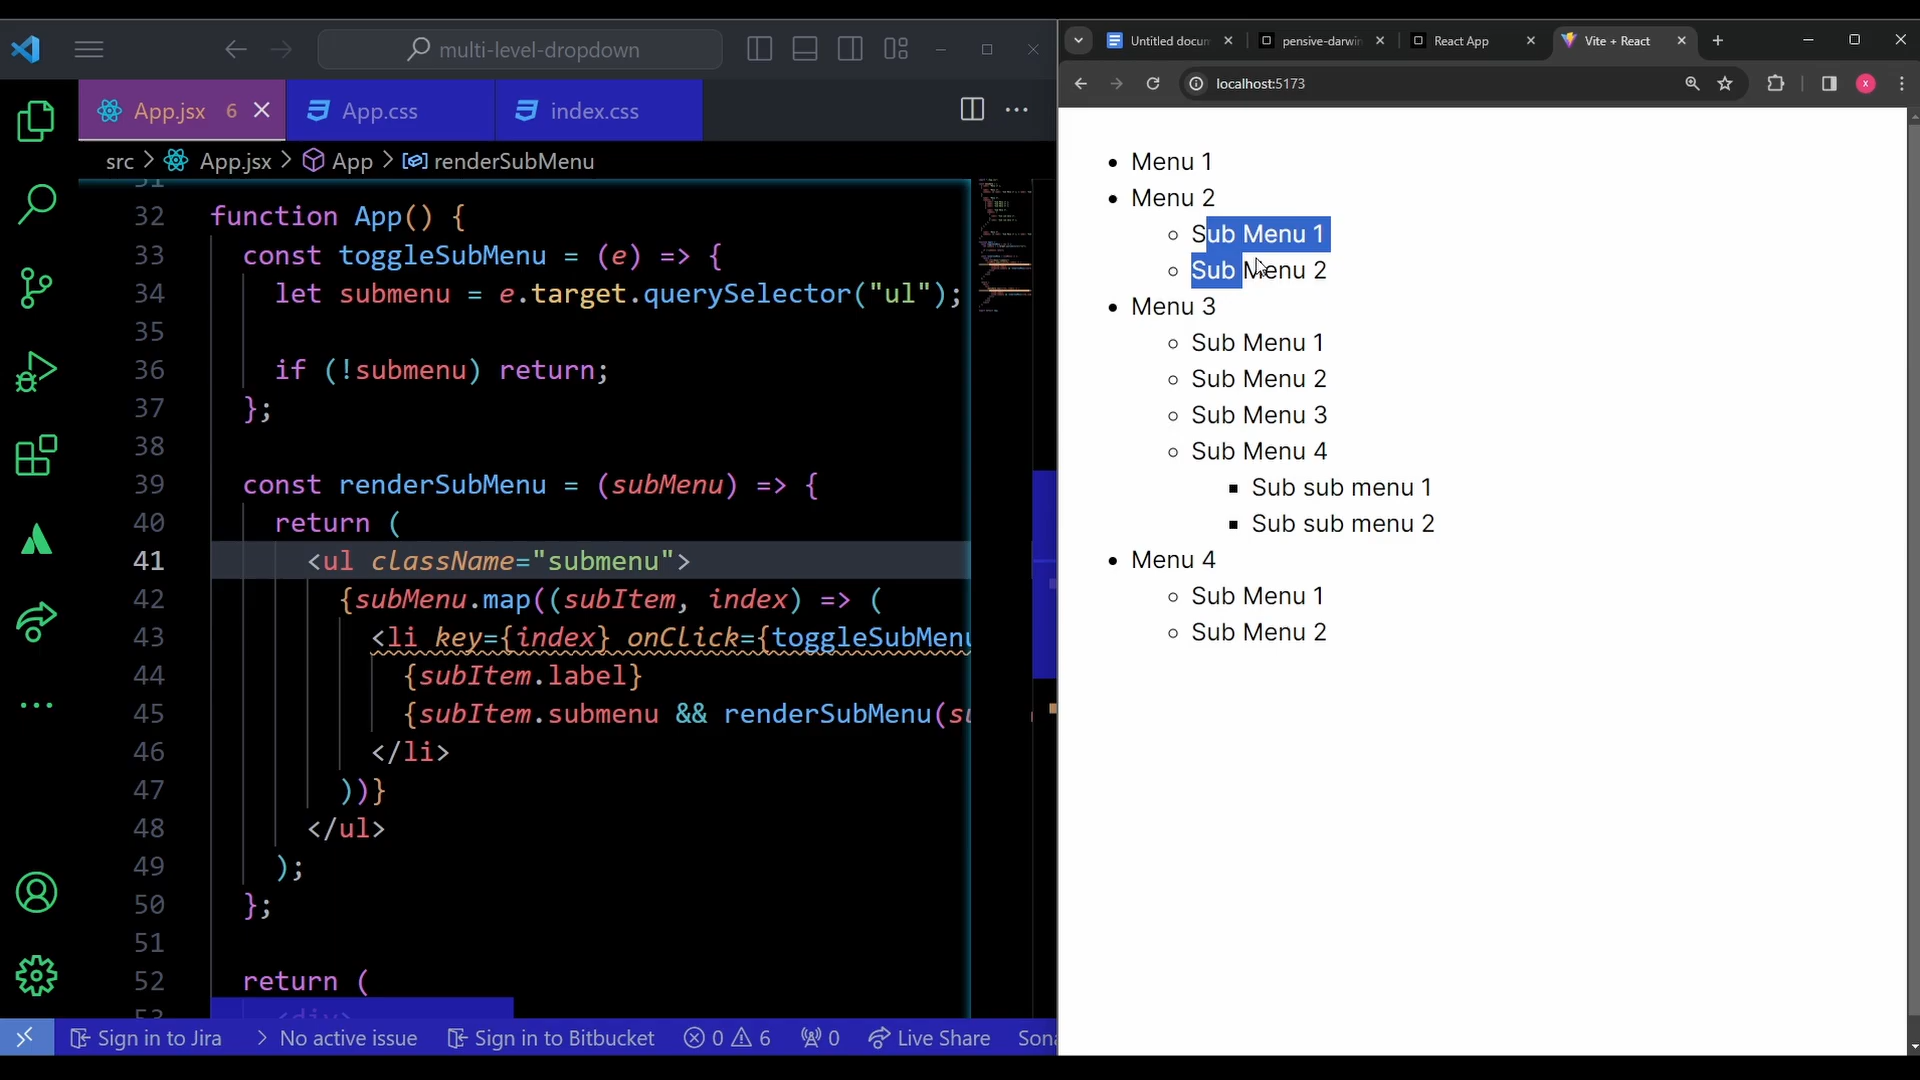 multi-level-dropdown
App.jsx 6
App.css
index.css
src > App.jsx > App > renderSubMenu
32 function App() {
33 const toggleSubMenu = (e) => {
34 let submenu = e.target.querySelector("ul");
35
36 if (!submenu) return;
37 };
38
39 const renderSubMenu = (subMenu) => {
40 return (
41 <ul className="submenu">
42 {subMenu.map((subItem, index) => (
43 <li key={index} onClick={toggleSubMenu
44 {subItem.label}
45 {subItem.submenu && renderSubMenu(su
46 </li>
47 ))}
48 </ul>
49 );
50 };
51
52 return (
53 <div>
Sign in to Jira
No active issue
Sign in to Bitbucket
0 6
0
Live Share
Sona
Untitled docum
pensive-darwin
React App
Vite + React
localhost:5173
x
Menu 1
Menu 2
Sub Menu 1
Sub Menu 2
Menu 3
Sub Menu 1
Sub Menu 2
Sub Menu 3
Sub Menu 4
Sub sub menu 1
Sub sub menu 2
Menu 4
Sub Menu 1
Sub Menu 2